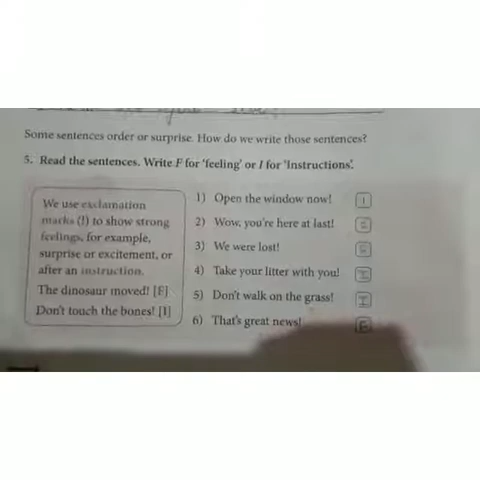 Some sentences order or surprise. How do we write those sentences?
5. Read the sentences. Write F for 'feeling' or I for 'Instructions'.
We use exclamation
marks (!) to show strong
feelings, for example,
surprise or excitement, or
after an instruction.
The dinosaur moved! [F]
Don't touch the bones! [I]
1) Open the window now! I
2) Wow, you're here at last!
3) We were lost!
4) Take your litter with you! I
5) Don't walk on the grass! I
6) That's great news! F